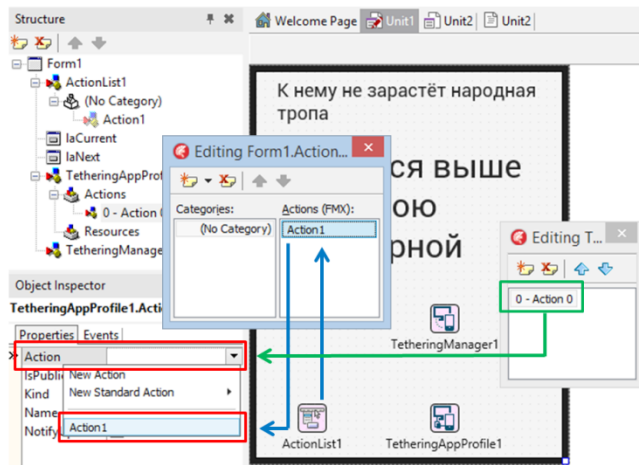 Structure
Welcome Page
Unit1
Unit2
Unit2
Form1
ActionList1
(No Category)
Action1
laCurrent
laNext
TetheringAppProf
Actions
0 - Action
Resources
TetheringManage
К нему не зарастёт народная
тропа
ся выше
ою
рной
Editing Form1.Action...
Categories:
Actions (FMX):
(No Category)
Action1
Editing T...
0 - Action 0
TetheringManager1
ActionList1
TetheringAppProfile1
Object Inspector
TetheringAppProfile1.Acti
Properties
Events
Action
IsPubli
New Action
Kind
New Standard Action
Name
Action1
Notify